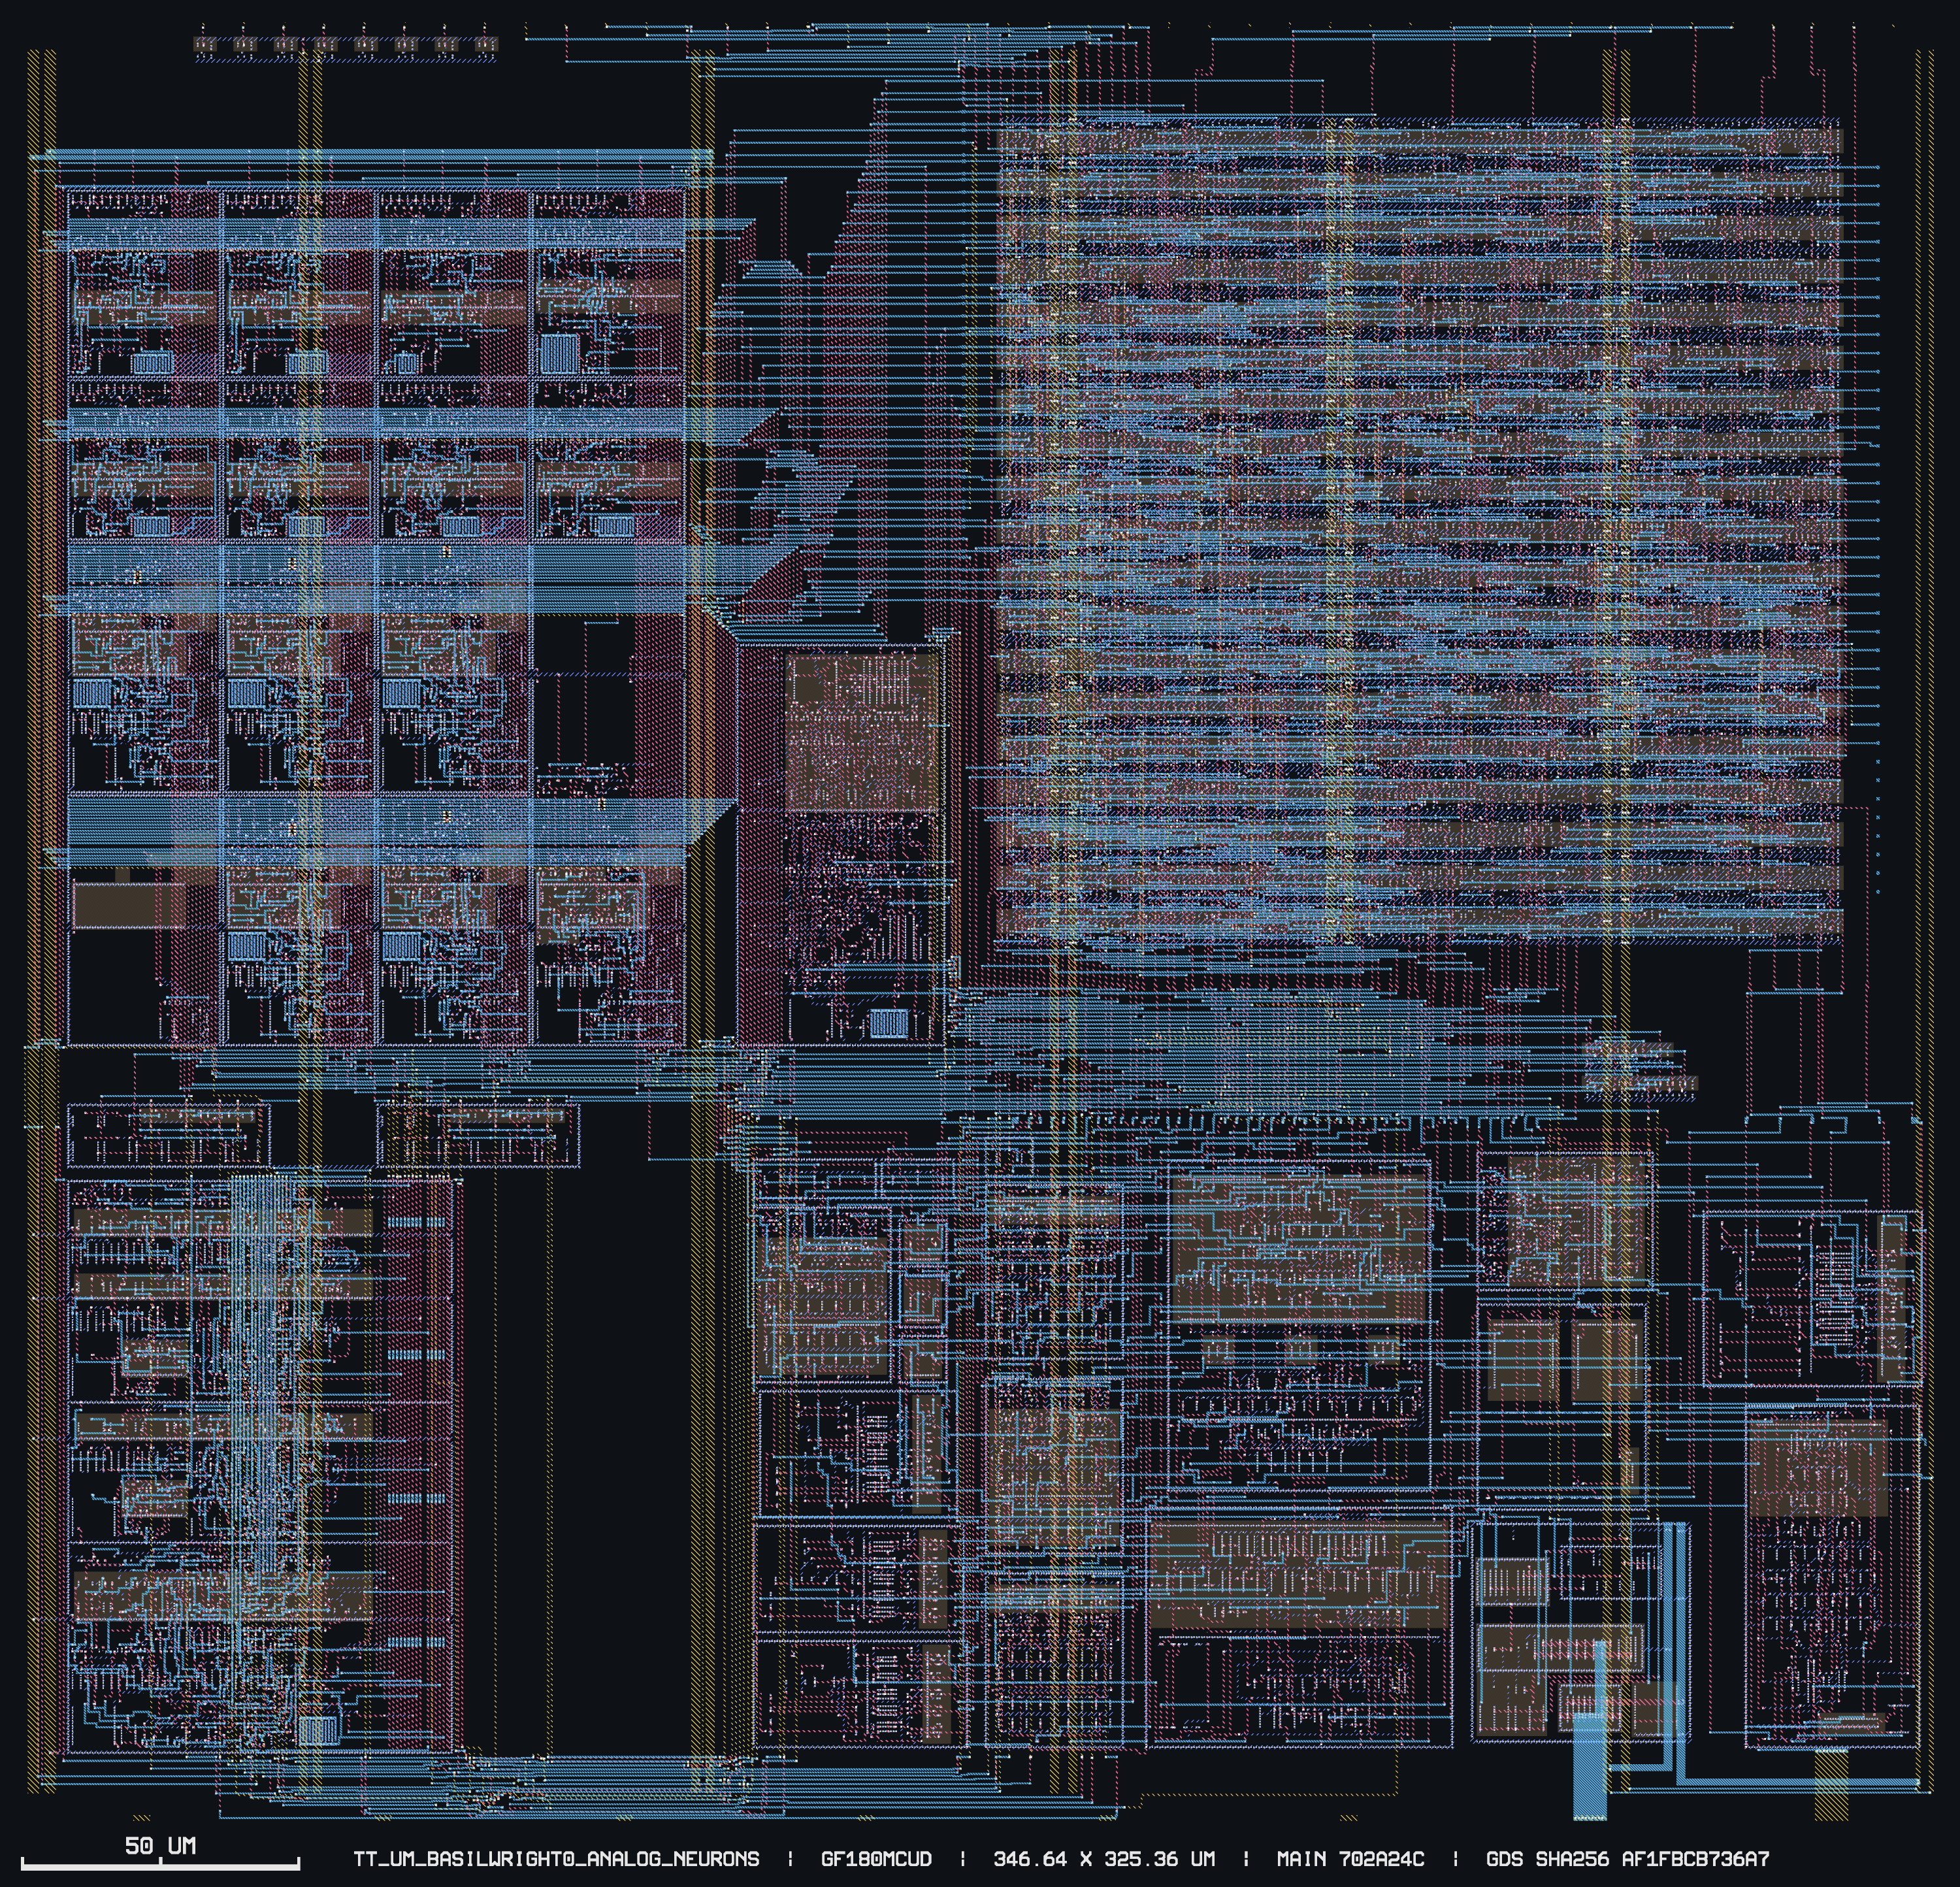 50 UM
TT_UM_BASILWRIGHT0_ANALOG_NEURONS | GF180MCUD | 346.64 X 325.36 UM | MAIN 702A24C | GDS SHA256 AF1FBCB736A7